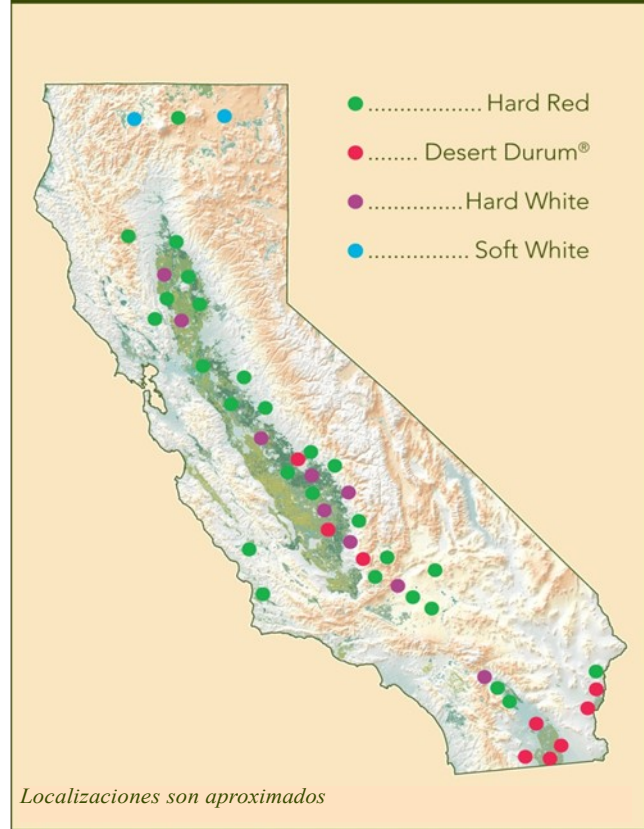 .................. Hard Red
........ Desert Durum®
................Hard White
................. Soft White
Localizaciones son aproximados